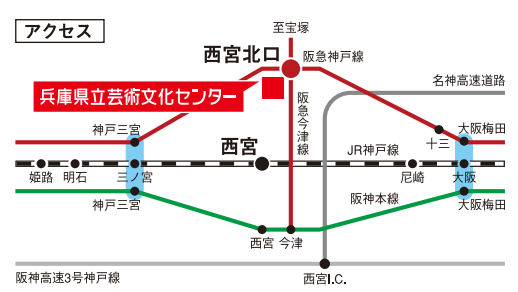 アクセス
至宝塚
西宮北口
阪急神戸線
名神高速道路
兵庫県立芸術文化センター
阪急今津線
神戸三宮
西宮
十三
大阪梅田
JR神戸線
姫路
明石
三ノ宮
尼崎
大阪
神戸三宮
阪神本線
大阪梅田
西宮
今津
阪神高速3号神戸線
西宮I.C.